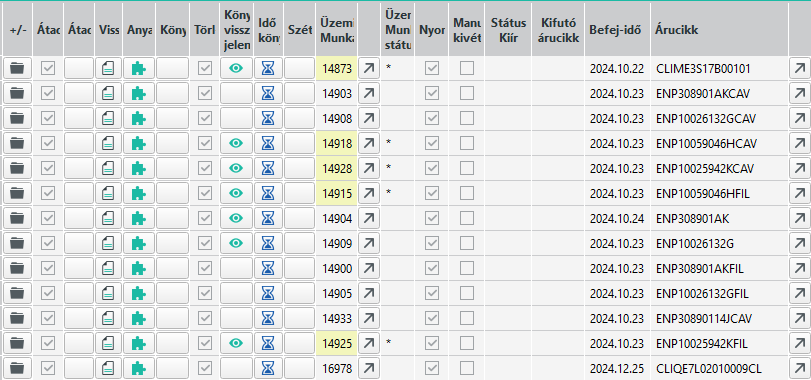 +/- Átac Átac Vissz Anya Köny Törl Köny vissz jelen Idő köny Szét Üzemi Munka Üzem Mun státu Nyor Manu kivét Státus Kiír Kifutó árucikk Befej-idő Árucikk
14873 * 2024.10.22 CLIME3S17B00101
14903 2024.10.23 ENP308901AKCAV
14908 2024.10.23 ENP10026132GCAV
14918 * 2024.10.23 ENP10059046HCAV
14928 * 2024.10.23 ENP10025942KCAV
14915 * 2024.10.23 ENP10059046HFIL
14904 2024.10.24 ENP308901AK
14909 2024.10.23 ENP10026132G
14900 2024.10.23 ENP308901AKFIL
14905 2024.10.23 ENP10026132GFIL
14933 2024.10.23 ENP30890114JCAV
14925 * 2024.10.23 ENP10025942KFIL
16978 2024.12.25 CLIQE7L02010009CL